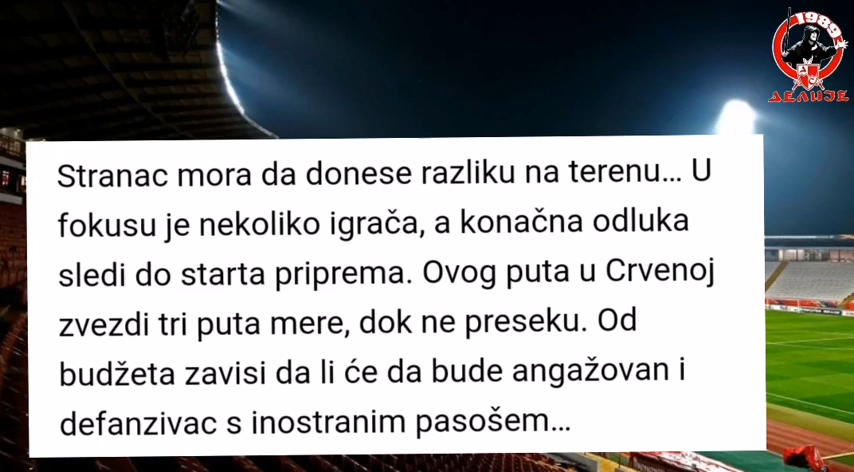 1989
ДЕЛИЈЕ
Stranac mora da donese razliku na terenu... U
fokusu je nekoliko igrača, a konačna odluka
sledi do starta priprema. Ovog puta u Crvenoj
zvezdi tri puta mere, dok ne preseku. Od
budžeta zavisi da li će da bude angažovan i
defanzivac s inostranim pasošem...